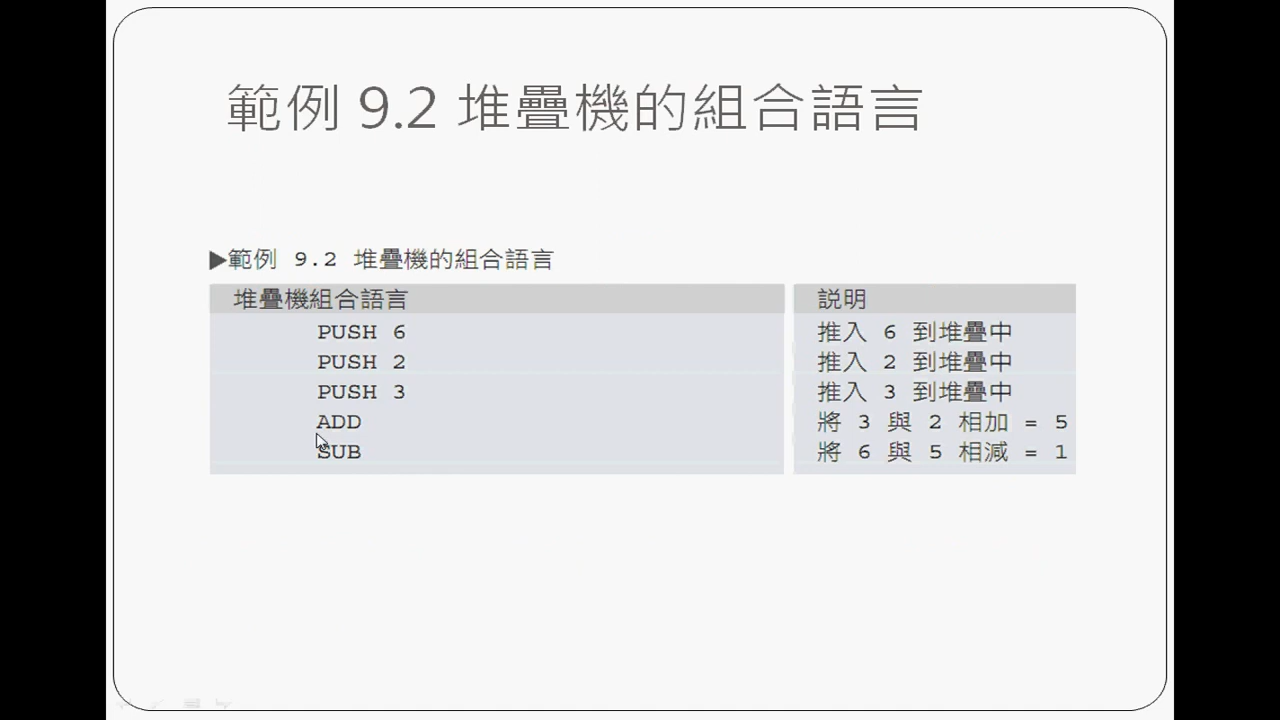 範例 9.2 堆疊機的組合語言
▶範例 9.2 堆疊機的組合語言
堆疊機組合語言 説明
PUSH 6 推入 6 到堆疊中
PUSH 2 推入 2 到堆疊中
PUSH 3 推入 3 到堆疊中
ADD 將 3 與 2 相加 = 5
SUB 將 6 與 5 相減 = 1